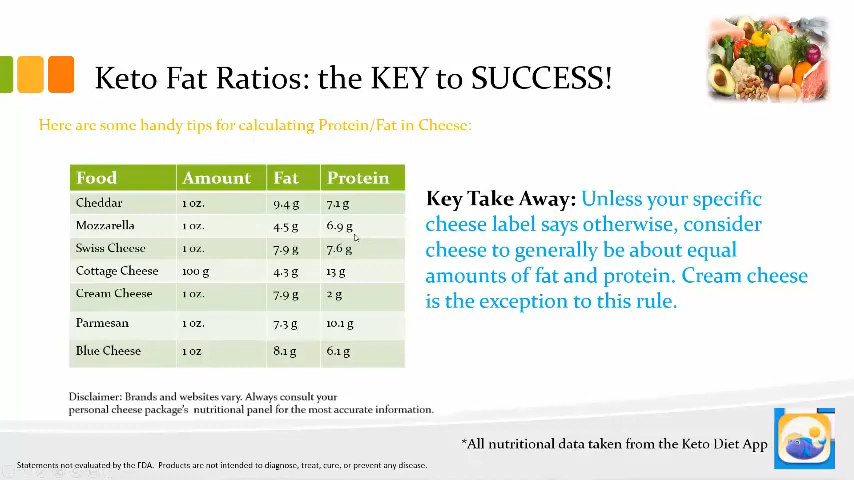 Keto Fat Ratios: the KEY to SUCCESS!
Here are some handy tips for calculating Protein/Fat in Cheese:
Food Amount Fat Protein
Cheddar 1 oz. 9.4 g 7.1 g
Mozzarella 1 oz. 4.5 g 6.9 g
Swiss Cheese 1 oz. 7.9 g 7.6 g
Cottage Cheese 100 g 4.3 g 13 g
Cream Cheese 1 oz. 7.9 g 2 g
Parmesan 1 oz. 7.3 g 10.1 g
Blue Cheese 1 oz 8.1 g 6.1 g
Key Take Away: Unless your specific
cheese label says otherwise, consider
cheese to generally be about equal
amounts of fat and protein. Cream cheese
is the exception to this rule.
Disclaimer: Brands and websites vary. Always consult your
personal cheese package's nutritional panel for the most accurate information.
*All nutritional data taken from the Keto Diet App
Statements not evaluated by the FDA. Products are not intended to diagnose, treat, cure, or prevent any disease.